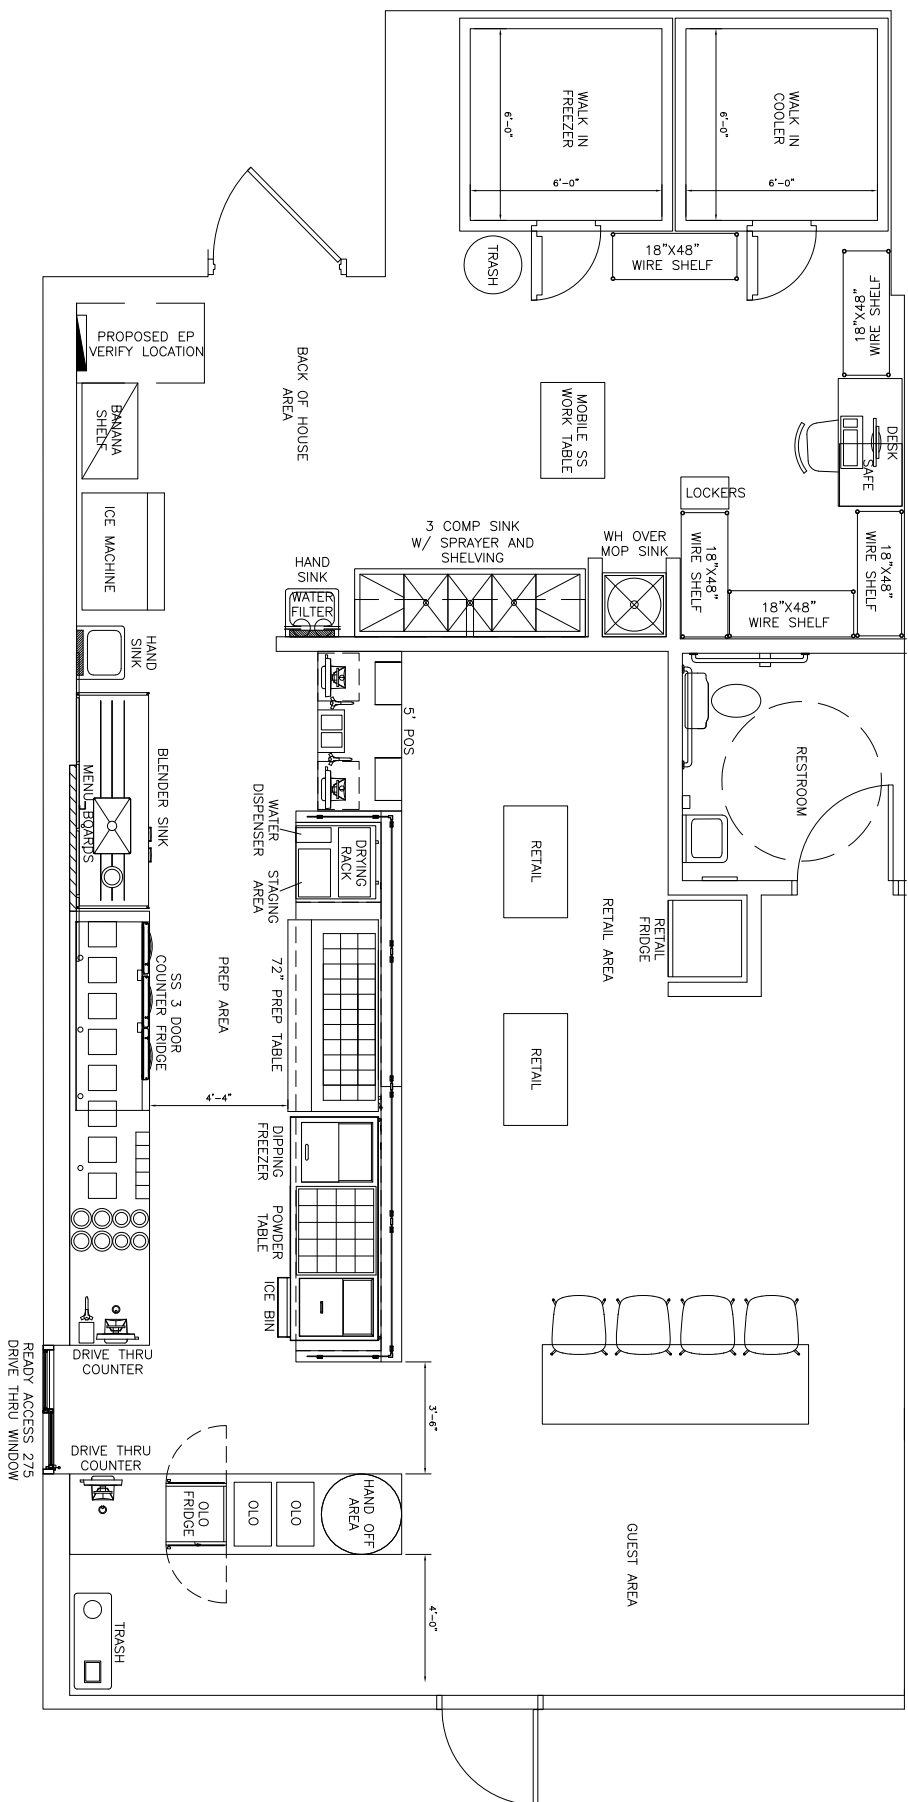 WALK IN
FREEZER
6'-0"
6'-0"
WALK IN
COOLER
6'-0"
6'-0"
TRASH
18"X48"
WIRE SHELF
WIRE SHELF
18"X48"
PROPOSED EP
VERIFY LOCATION
BACK OF HOUSE
AREA
MOBILE SS
WORK TABLE
DESK
SAFE
BANANA
SHELF
LOCKERS
ICE MACHINE
3 COMP SINK
W/ SPRAYER AND
SHELVING
WH OVER
MOP SINK
18"X48"
WIRE SHELF
18"X48"
WIRE SHELF
18"X48"
WIRE SHELF
HAND
SINK
WATER
FILTER
HAND
SINK
5' POS
RESTROOM
BLENDER SINK
MENU BOARDS
WATER
DISPENSER
DRYING
RACK
STAGING
AREA
RETAIL
RETAIL AREA
RETAIL
FRIDGE
SS 3 DOOR
COUNTER FRIDGE
PREP AREA
72" PREP TABLE
RETAIL
4'-4"
DIPPING
FREEZER
POWDER
TABLE
ICE BIN
DRIVE THRU
COUNTER
READY ACCESS 275
DRIVE THRU WINDOW
3'-6"
DRIVE THRU
COUNTER
OLO
FRIDGE
OLO
OLO
HAND OFF
AREA
GUEST AREA
4'-0"
TRASH